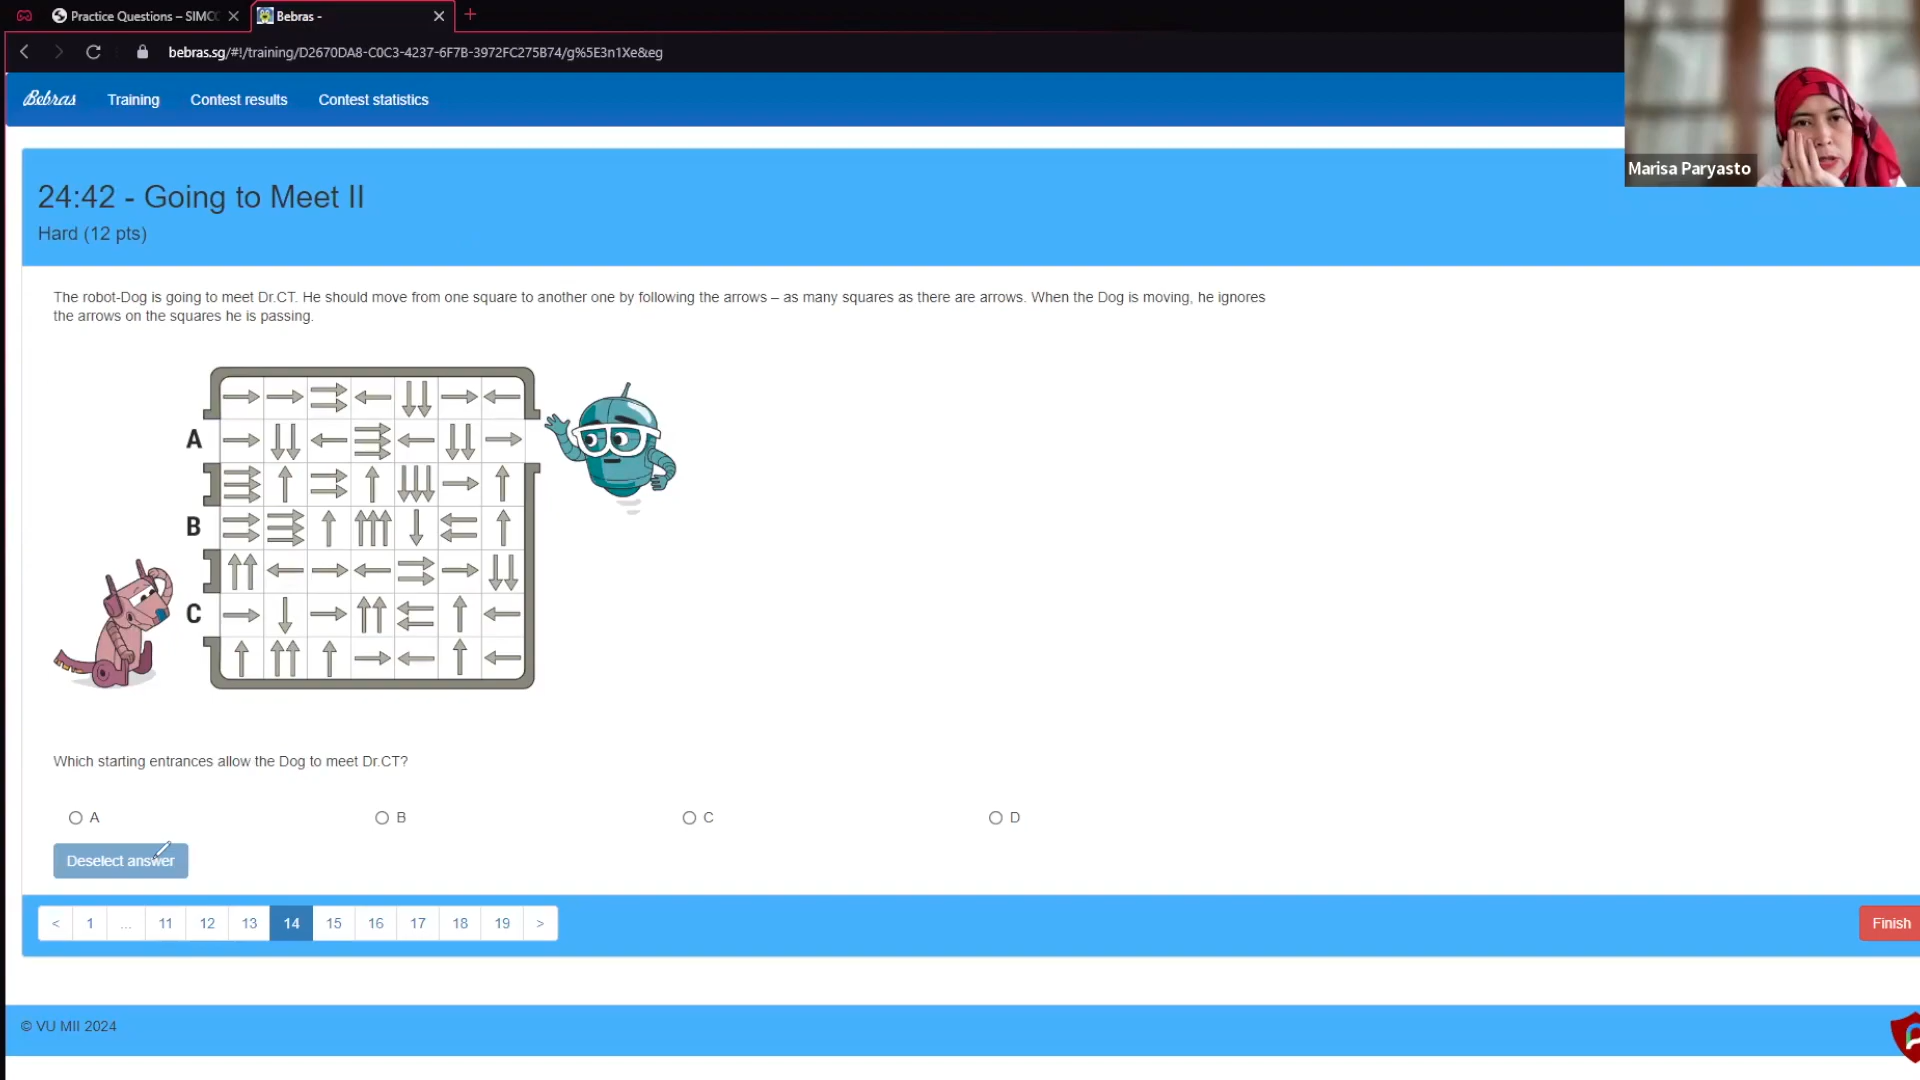 Practice Questions – SIMCC
Bebras -
bebras.sg/#!/training/D2670DA8-C0C3-4237-6F7B-3972FC275B74/g%5E3n1Xe&eg
Bebras Training Contest results Contest statistics
Marisa Paryasto
24:42 - Going to Meet II
Hard (12 pts)
The robot-Dog is going to meet Dr.CT. He should move from one square to another one by following the arrows – as many squares as there are arrows. When the Dog is moving, he ignores
the arrows on the squares he is passing.
A
B
C
Which starting entrances allow the Dog to meet Dr.CT?
A B C D
Deselect answer
< 1 ... 11 12 13 14 15 16 17 18 19 >
Finish
© VU MII 2024